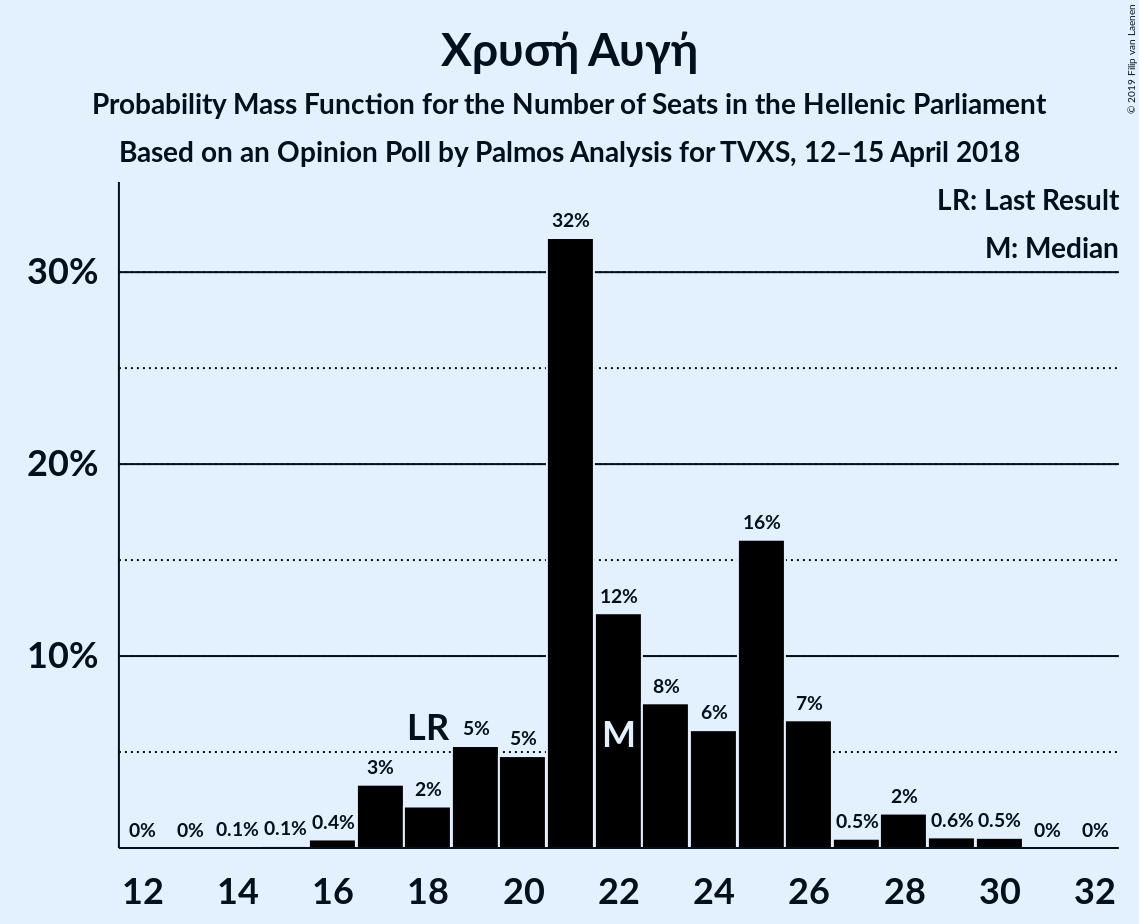 Χρυσή Αυγή
Probability Mass Function for the Number of Seats in the Hellenic Parliament
Based on an Opinion Poll by Palmos Analysis for TVXS, 12–15 April 2018
© 2019 Filip van Laenen
LR: Last Result
M: Median
30%
20%
10%
0%
0%
0.1%
0.1%
0.4%
3%
2%
LR
5%
5%
32%
12%
M
8%
6%
16%
7%
0.5%
2%
0.6%
0.5%
0%
0%
12 14 16 18 20 22 24 26 28 30 32